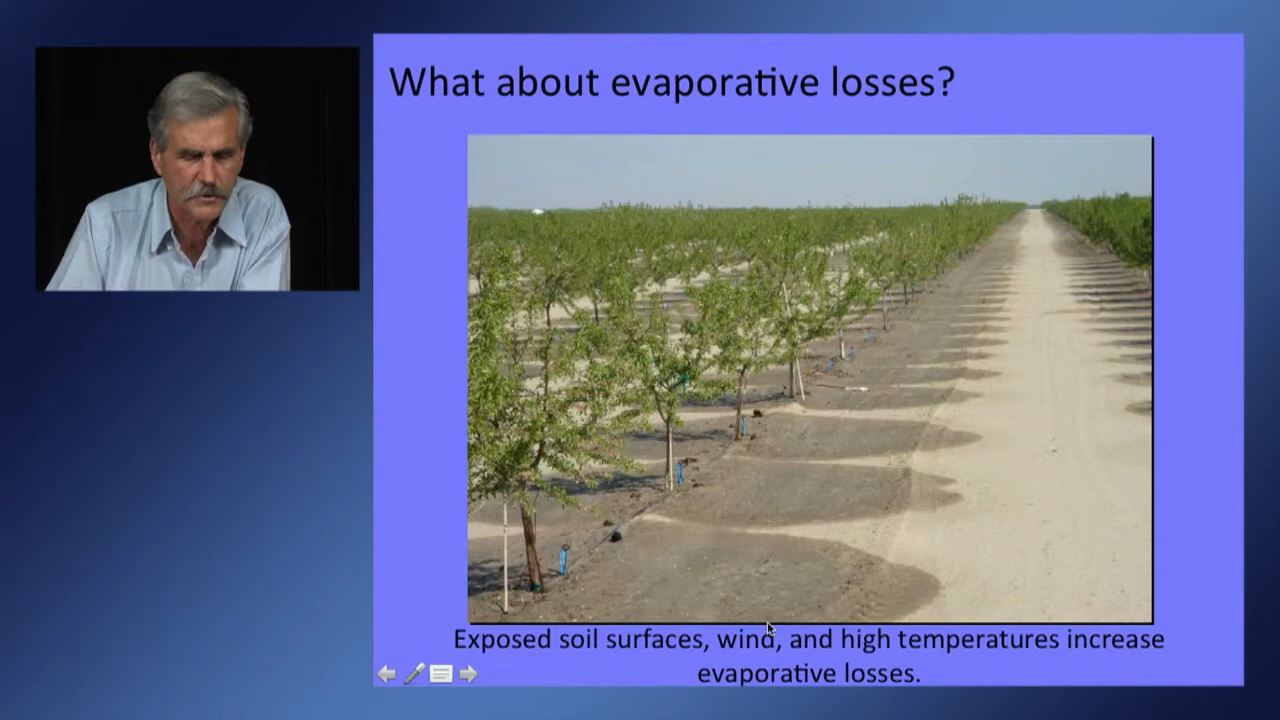 What about evaporative losses?
Exposed soil surfaces, wind, and high temperatures increase
evaporative losses.